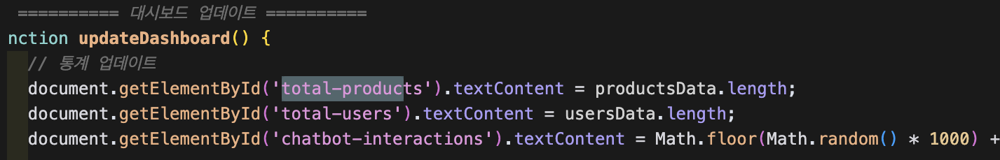 ========== 대시보드 업데이트 ==========
nction updateDashboard() {
// 통계 업데이트
document.getElementById('total-products').textContent = productsData.length;
document.getElementById('total-users').textContent = usersData.length;
document.getElementById('chatbot-interactions').textContent = Math.floor(Math.random() * 1000) +